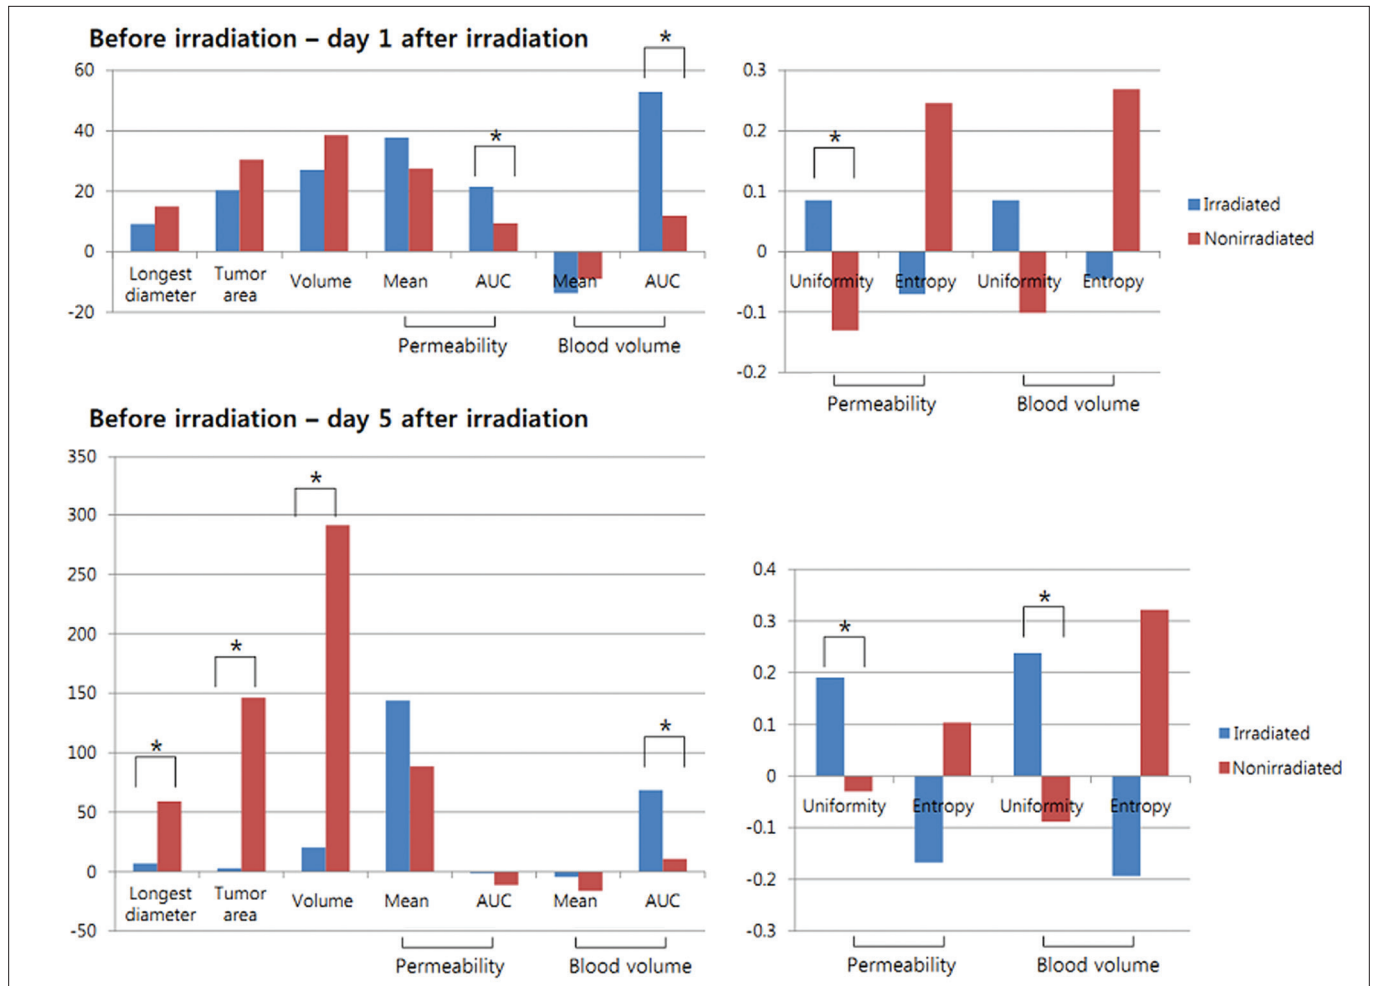 Before irradiation – day 1 after irradiation
60
40
20
0
-20
*
*
Longest diameter
Tumor area
Volume
Mean
AUC
Mean
AUC
Permeability
Blood volume
0.3
0.2
0.1
0
-0.1
-0.2
*
Uniformity
Entropy
Uniformity
Entropy
Permeability
Blood volume
Irradiated
Nonirradiated
Before irradiation – day 5 after irradiation
350
300
250
200
150
100
50
0
-50
*
*
*
*
Longest diameter
Tumor area
Volume
Mean
AUC
Mean
AUC
Permeability
Blood volume
0.4
0.3
0.2
0.1
0
-0.1
-0.2
-0.3
*
*
Uniformity
Entropy
Uniformity
Entropy
Permeability
Blood volume
Irradiated
Nonirradiated